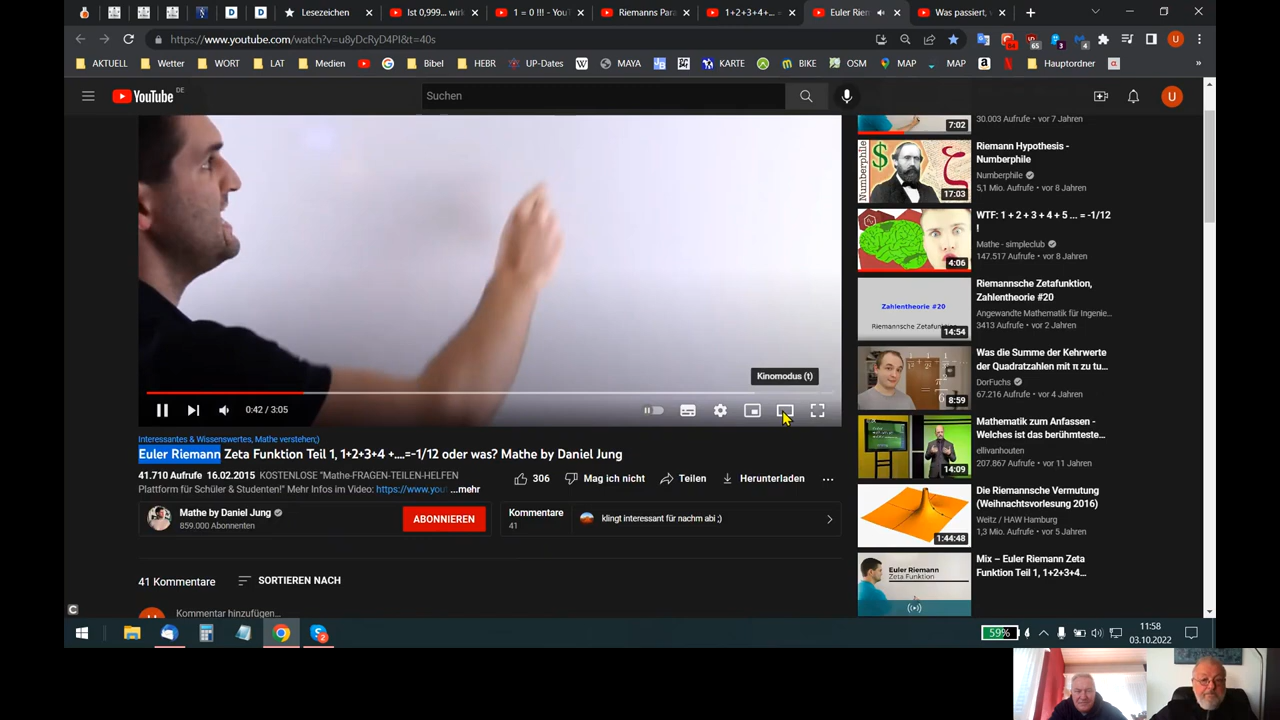 Lesezeichen
Ist 0,999... wirk
1 = 0 !!! - You
Riemanns Para
1+2+3+4+... =
Euler Rien
Was passiert, v
https://www.youtube.com/watch?v=u8yDcRyD4PI&t=40s
84
65
3
4
U
AKTUELL
Wetter
WORT
LAT
Medien
Bibel
HEBR
UP-Dates
MAYA
KARTE
BIKE
OSM
MAP
MAP
Hauptordner
»
YouTube DE
Suchen
U
7:02
30.003 Aufrufe • vor 7 Jahren
Numberphile
17:03
Riemann Hypothesis -
Numberphile
Numberphile
5,1 Mio. Aufrufe • vor 8 Jahren
4:06
WTF: 1 + 2 + 3 + 4 + 5 ... = -1/12
!
Mathe - simpleclub
147.517 Aufrufe • vor 8 Jahren
Zahlentheorie #20
Riemannsche Zetafunktion
14:54
Riemannsche Zetafunktion,
Zahlentheorie #20
Angewandte Mathematik für Ingenie...
3413 Aufrufe • vor 2 Jahren
8:59
Was die Summe der Kehrwerte
der Quadratzahlen mit π zu tu...
DorFuchs
67.216 Aufrufe • vor 4 Jahren
14:09
Mathematik zum Anfassen -
Welches ist das berühmteste...
ellivanhouten
207.867 Aufrufe • vor 11 Jahren
1:44:48
Die Riemannsche Vermutung
(Weihnachtsvorlesung 2016)
Weitz / HAW Hamburg
1,3 Mio. Aufrufe • vor 5 Jahren
Euler Riemann
Zeta Funktion
Mix – Euler Riemann Zeta
Funktion Teil 1, 1+2+3+4...
Kinomodus (t)
0:42 / 3:05
Interessantes & Wissenswertes, Mathe verstehen;)
Euler Riemann Zeta Funktion Teil 1, 1+2+3+4 +....=-1/12 oder was? Mathe by Daniel Jung
41.710 Aufrufe 16.02.2015 KOSTENLOSE "Mathe-FRAGEN-TEILEN-HELFEN
Plattform für Schüler & Studenten!" Mehr Infos im Video: https://www.you ...mehr
306
Mag ich nicht
Teilen
Herunterladen
Mathe by Daniel Jung
859.000 Abonnenten
ABONNIEREN
Kommentare
41
klingt interessant für nachm abi ;)
41 Kommentare
SORTIEREN NACH
Kommentar hinzufügen...
59%
11:58
03.10.2022